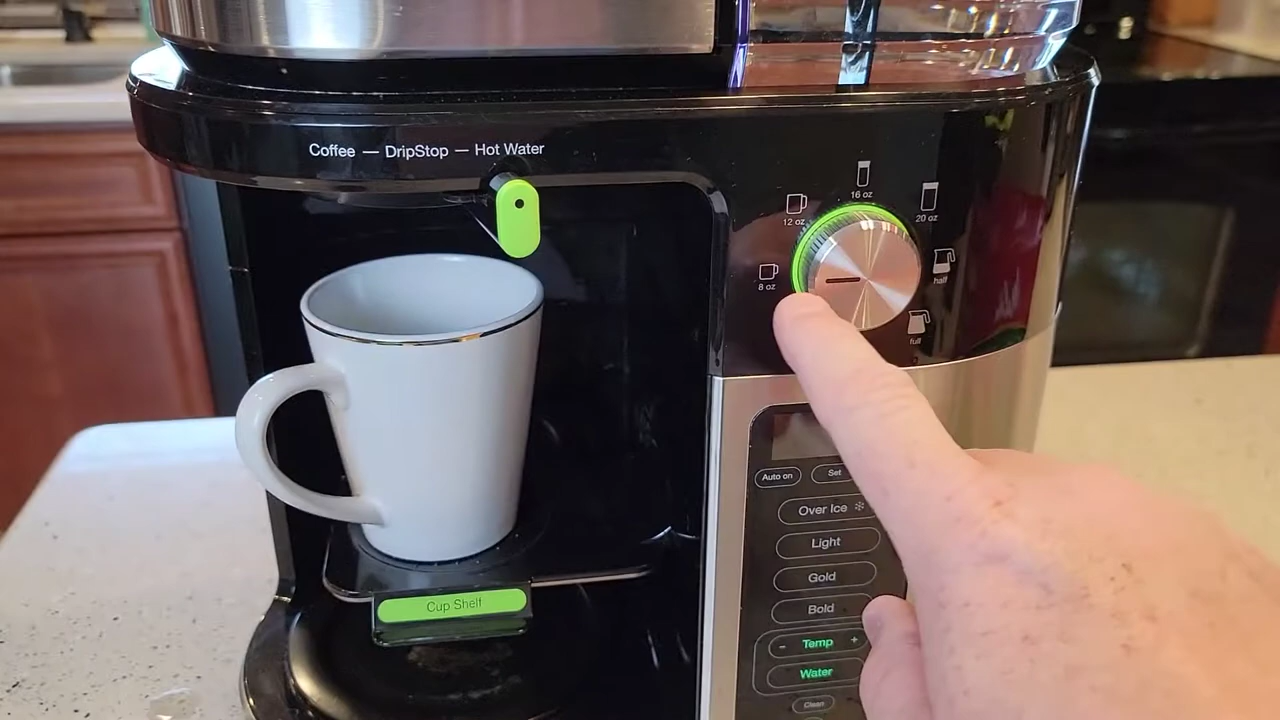 Coffee — DripStop — Hot Water
16 oz
12 oz
20 oz
8 oz
half
full
Auto on
Set
Over Ice
Light
Gold
Bold
- Temp +
Water
Clean
Cup Shelf